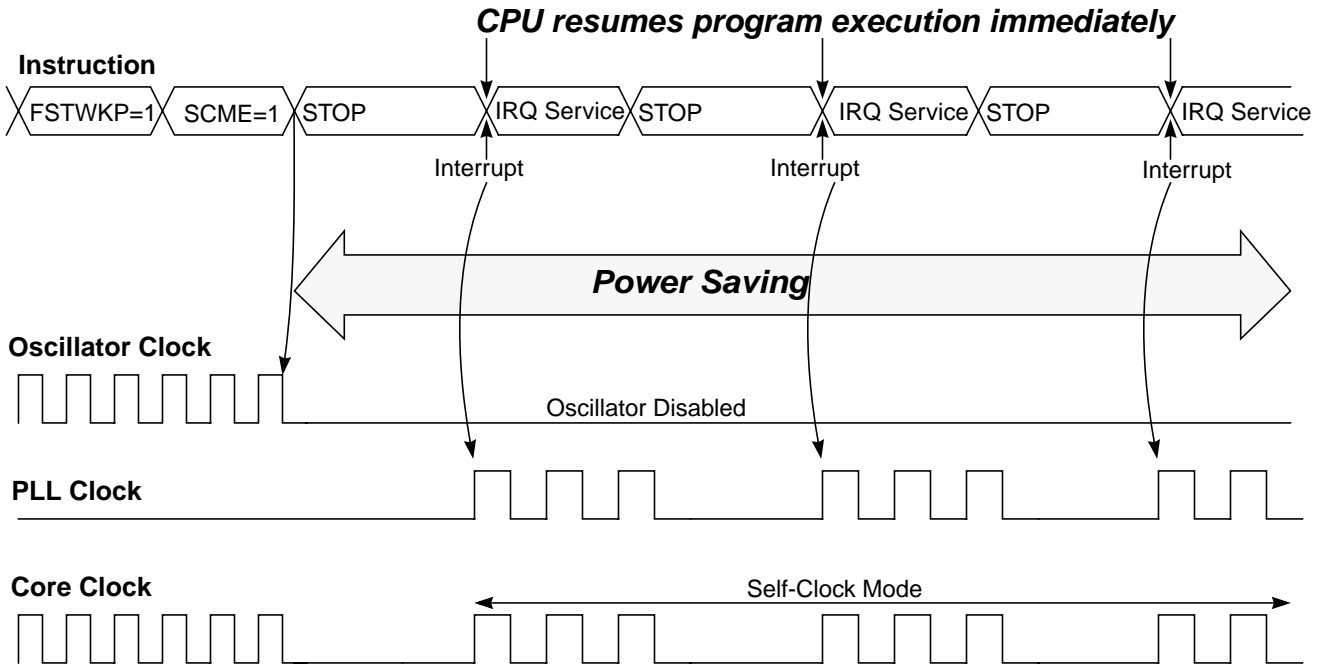 CPU resumes program execution immediately
Instruction
FSTWKP=1 SCME=1 STOP IRQ Service STOP IRQ Service STOP IRQ Service
Interrupt Interrupt Interrupt
Power Saving
Oscillator Clock
Oscillator Disabled
PLL Clock
Core Clock
Self-Clock Mode